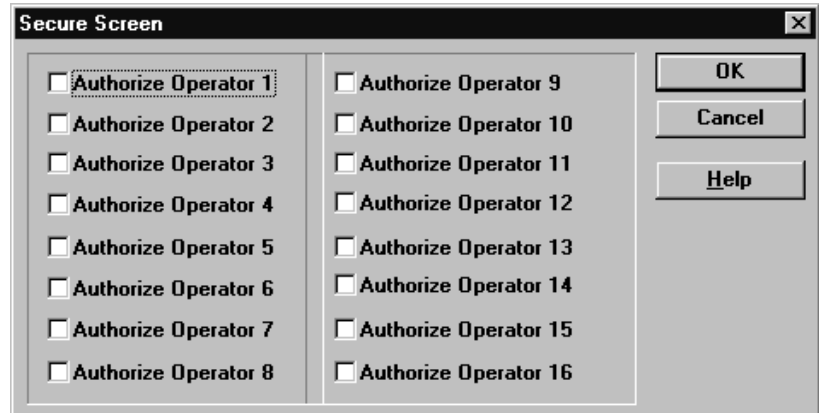 Secure Screen
Authorize Operator 1
Authorize Operator 2
Authorize Operator 3
Authorize Operator 4
Authorize Operator 5
Authorize Operator 6
Authorize Operator 7
Authorize Operator 8
Authorize Operator 9
Authorize Operator 10
Authorize Operator 11
Authorize Operator 12
Authorize Operator 13
Authorize Operator 14
Authorize Operator 15
Authorize Operator 16
OK
Cancel
Help